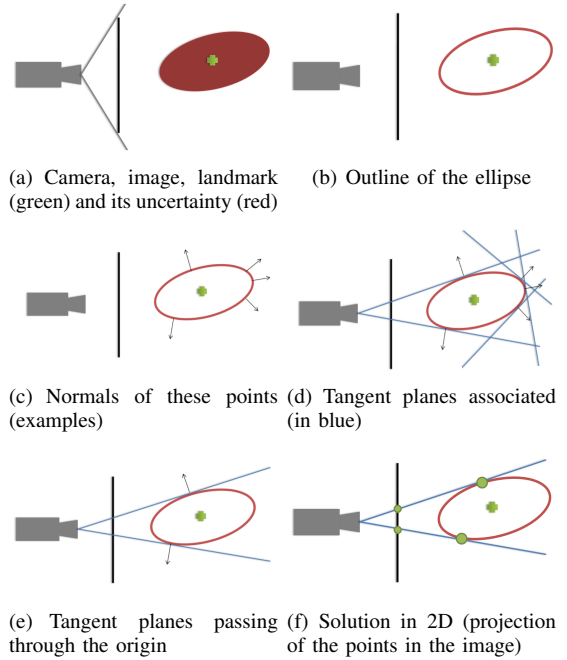 (a) Camera, image, landmark (green) and its uncertainty (red)
(b) Outline of the ellipse
(c) Normals of these points (examples)
(d) Tangent planes associated (in blue)
(e) Tangent planes passing through the origin
(f) Solution in 2D (projection of the points in the image)